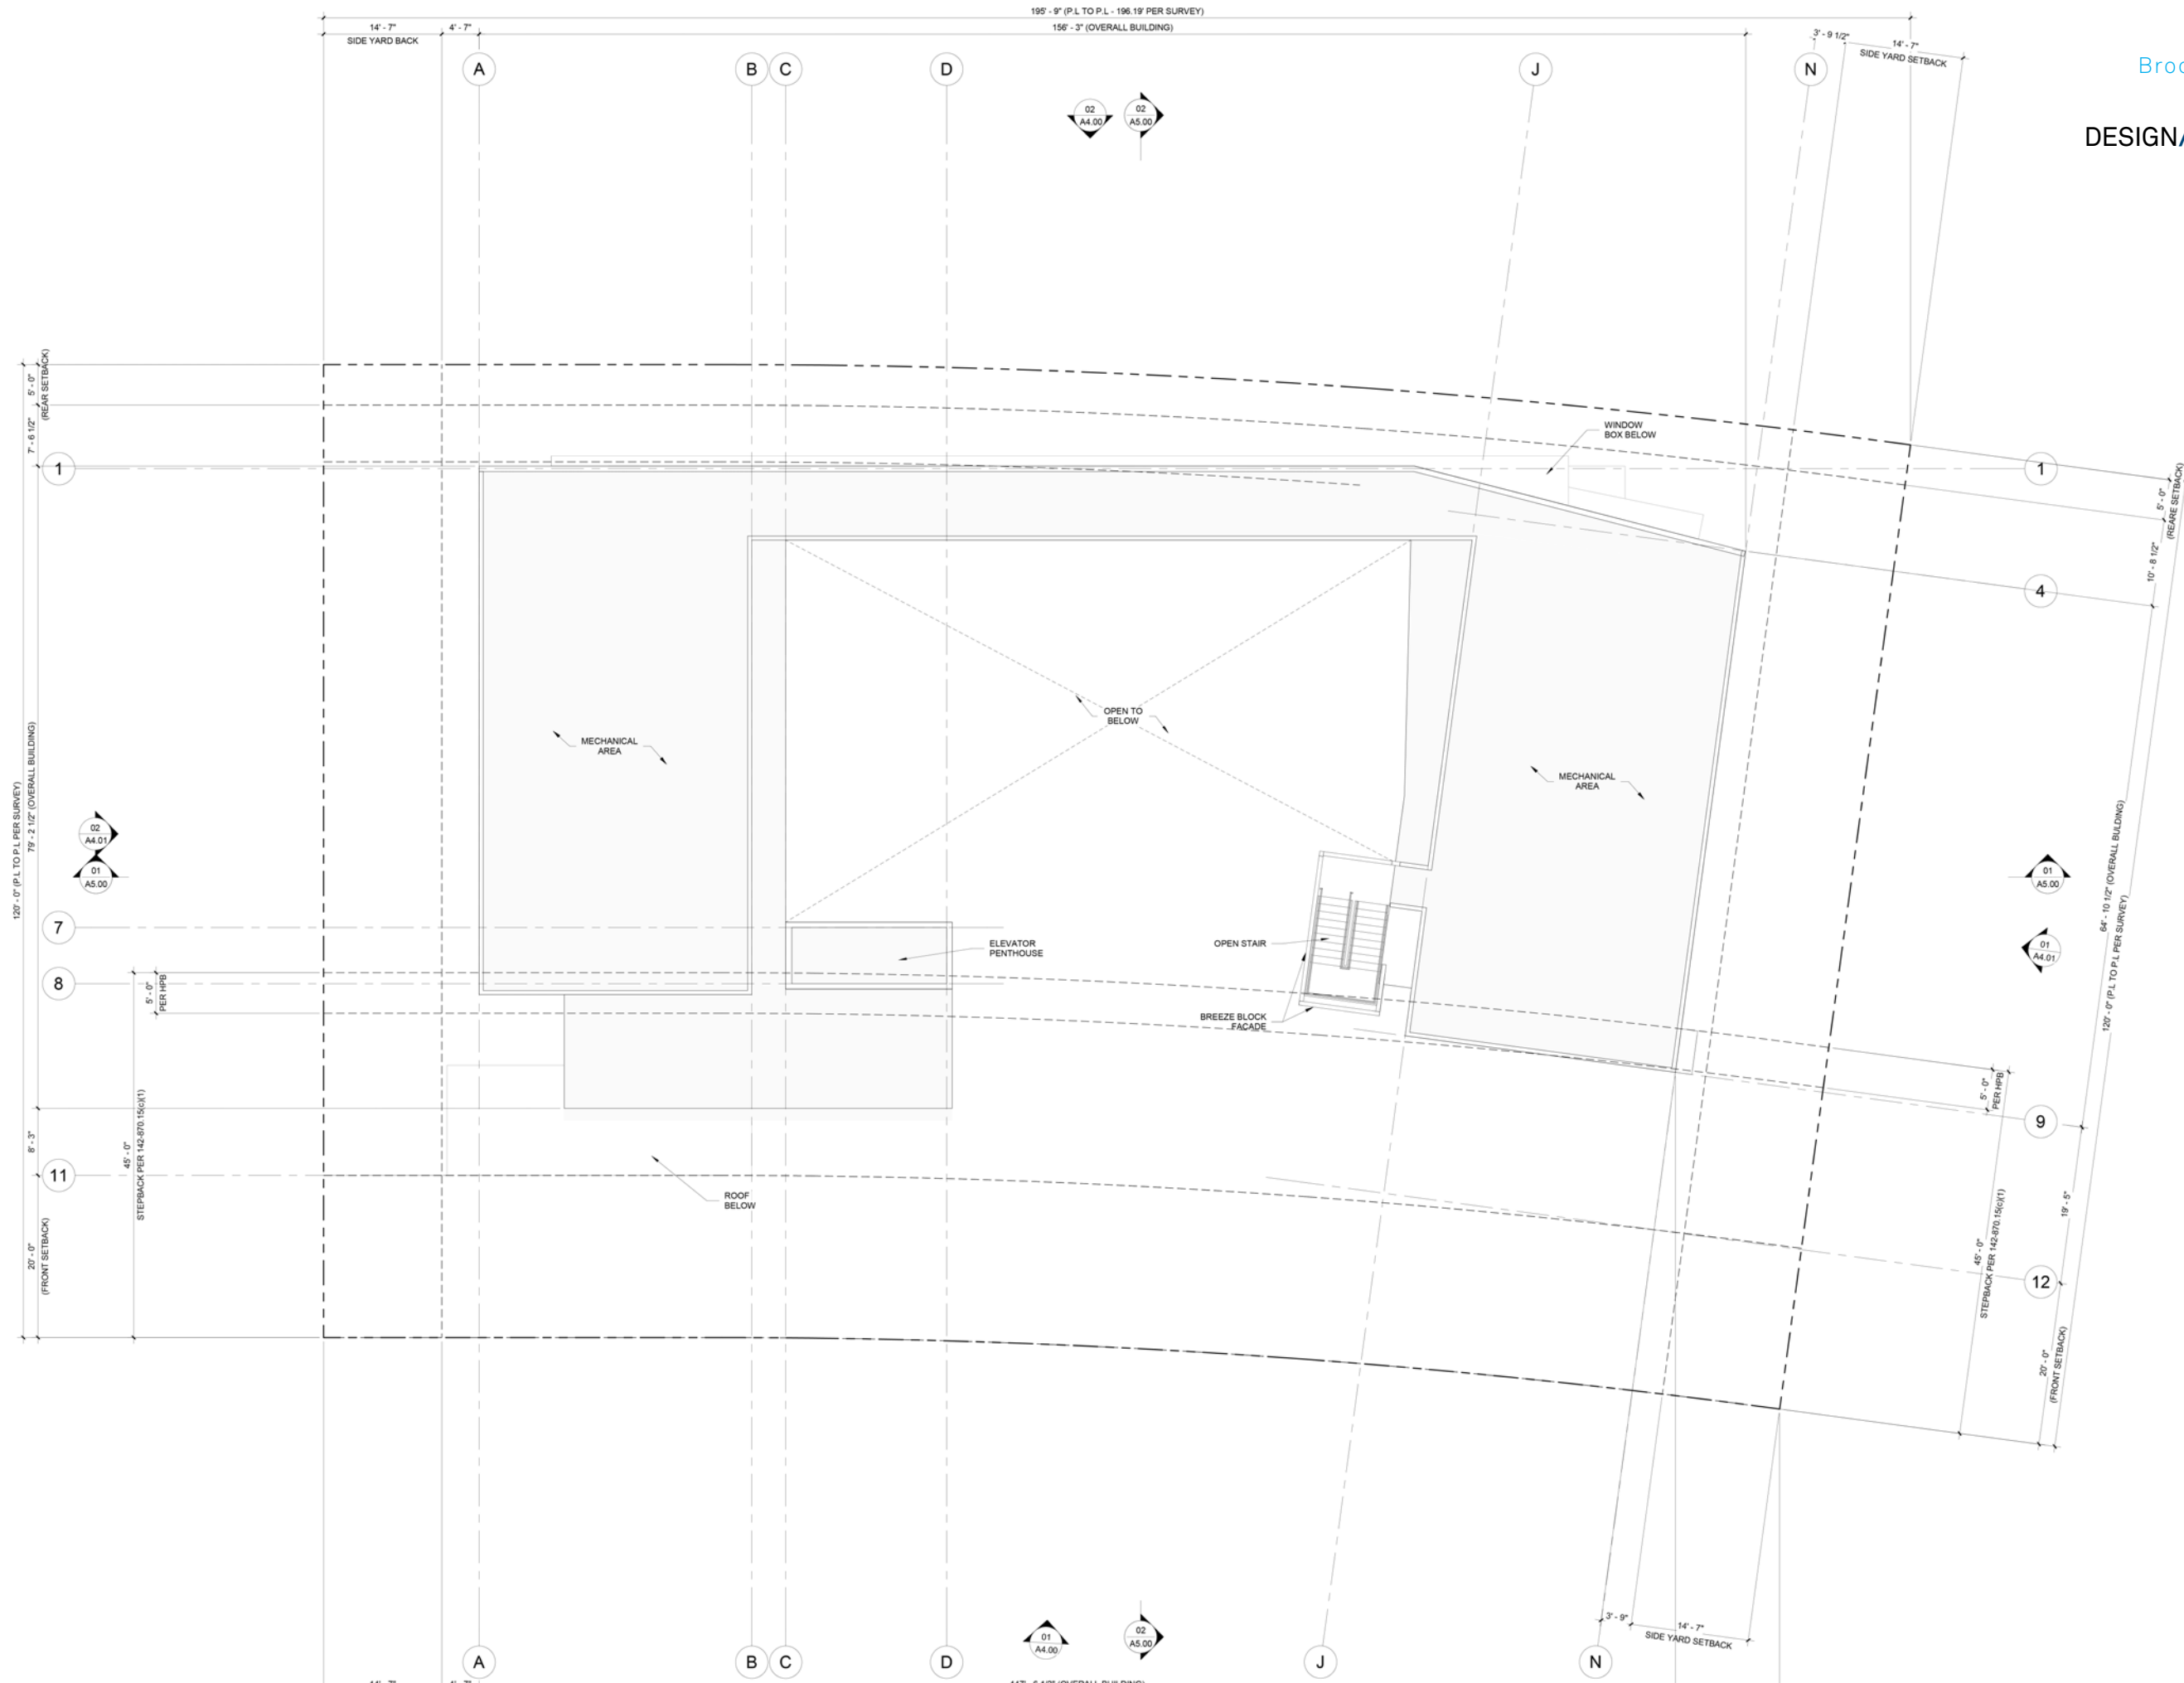 195' - 9" (P.L TO P.L - 196.19' PER SURVEY)
14' - 7"
SIDE YARD BACK
4' - 7"
156' - 3" (OVERALL BUILDING)
3' - 9 1/2"
14' - 7"
SIDE YARD SETBACK
A
B
C
D
J
N
Broo
DESIGN
02
A4.00
02
A5.00
5' - 0"
(REAR SETBACK)
7' - 6 1/2"
1
WINDOW
BOX BELOW
1
5' - 0"
(REARE SETBACK)
10' - 8 1/2"
4
OPEN TO
BELOW
MECHANICAL
AREA
MECHANICAL
AREA
120' - 0" (P.L TO P.L PER SURVEY)
79' - 2 1/2" (OVERALL BUILDING)
02
A4.01
01
A5.00
01
A5.00
01
A4.01
64' - 10 1/2" (OVERALL BULDING)
120' - 0" (P.L TO P.L PER SURVEY)
7
ELEVATOR
PENTHOUSE
OPEN STAIR
8
5' - 0"
PER HPB
BREEZE BLOCK
FACADE
5' - 0"
PER HPB
9
8' - 3"
45' - 0"
STEPBACK PER 142-870.15(c)(1)
11
ROOF
BELOW
19' - 5"
45' - 0"
STEPBACK PER 142-870.15(c)(1)
12
20' - 0"
(FRONT SETBACK)
20' - 0"
(FRONT SETBACK)
3' - 9"
14' - 7"
SIDE YARD SETBACK
01
A4.00
02
A5.00
A
B
C
D
J
N